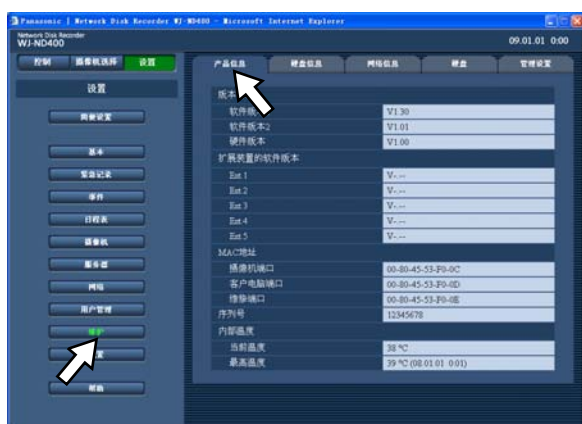 Panasonic | Network Disk Recorder WJ-ND400 - Microsoft Internet Explorer
Network Disk Recorder
WJ-ND400
09.01.01 0:00
控制 摄像机选择 设置
产品信息 硬盘信息 网络信息 硬盘 管理设置
设置
简便设置
基本
紧急记录
事件
日程表
摄像机
服务器
网络
用户管理
维护
帮助
版本
软件版 V1.30
软件版本2 V1.01
硬件版本 V1.00
扩展装置的软件版本
Ext.1 V-.--
Ext.2 V-.--
Ext.3 V-.--
Ext.4 V-.--
Ext.5 V-.--
MAC地址
摄像机端口 00-80-45-53-F0-0C
客户电脑端口 00-80-45-53-F0-0D
维修端口 00-80-45-53-F0-0E
序列号 12345678
内部温度
当前温度 38 ℃
最高温度 39 ℃ (08.01.01 0:01)